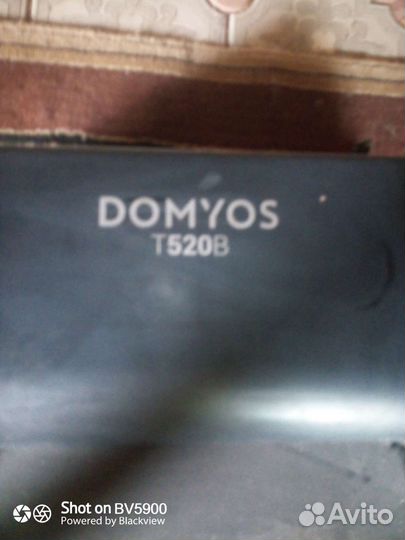 DOMYOS
T520B
Shot on BV5900
Powered by Blackview
Avito